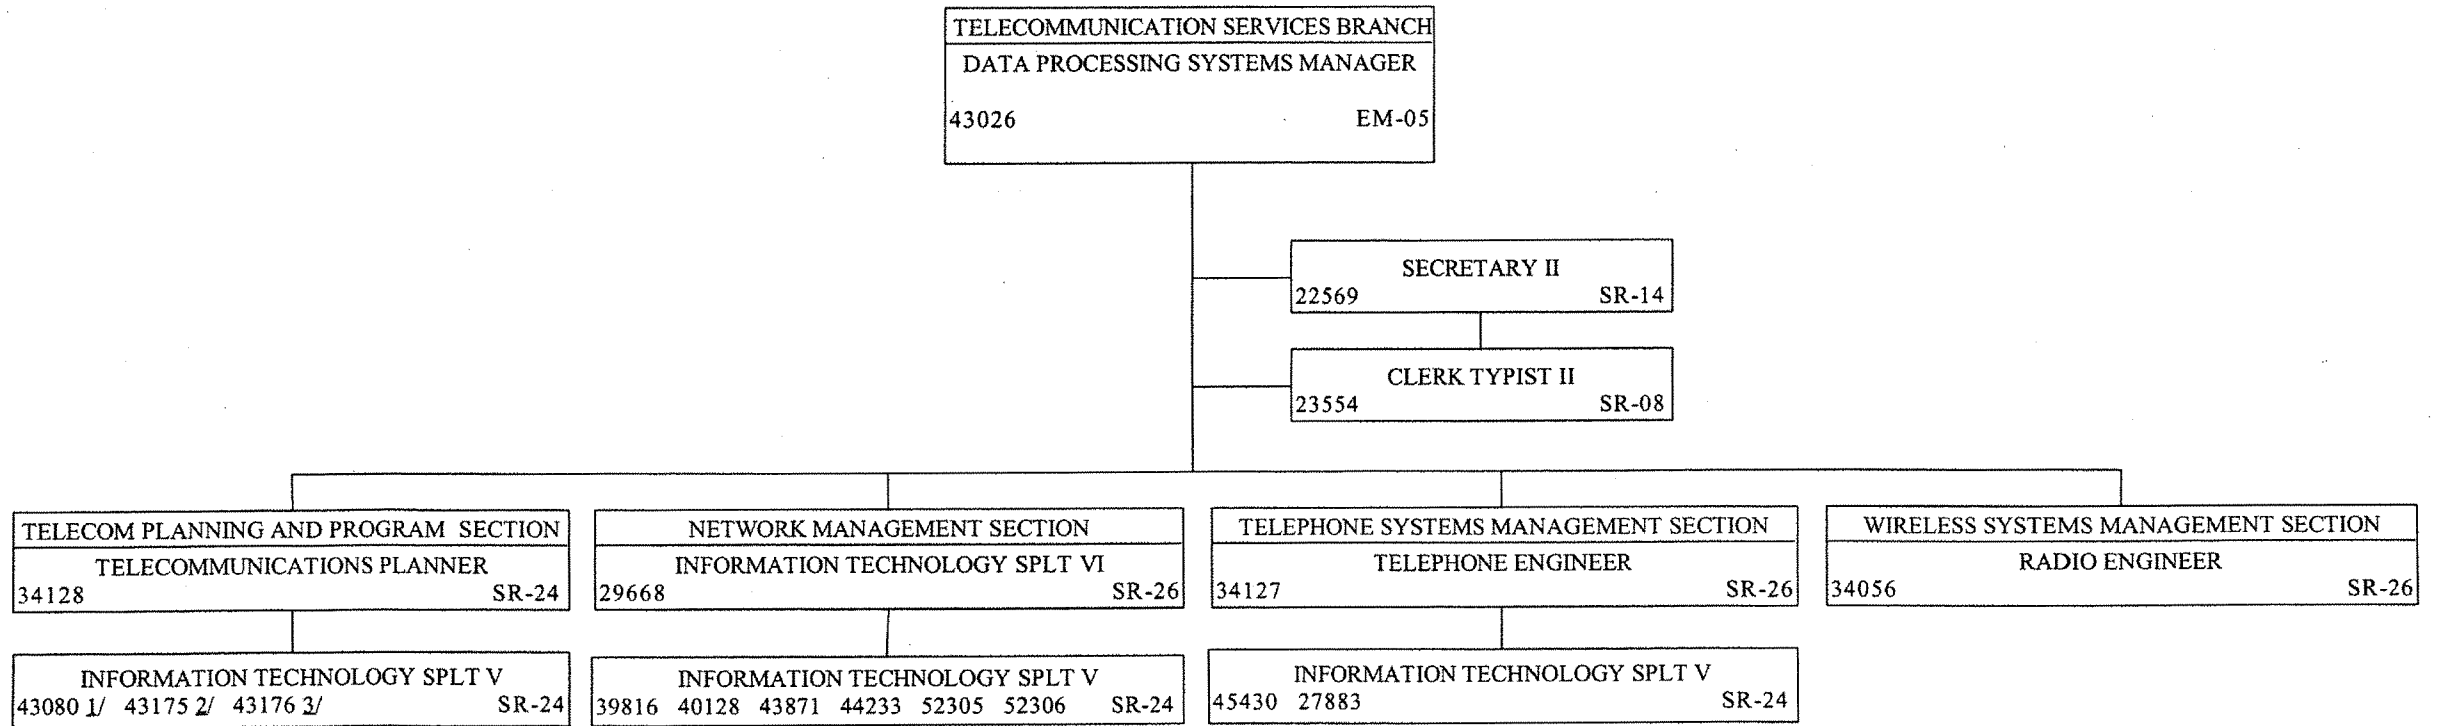 TELECOMMUNICATION SERVICES BRANCH
DATA PROCESSING SYSTEMS MANAGER
43026 EM-05
SECRETARY II
22569 SR-14
CLERK TYPIST II
23554 SR-08
TELECOM PLANNING AND PROGRAM SECTION
TELECOMMUNICATIONS PLANNER
34128 SR-24
INFORMATION TECHNOLOGY SPLT V
43080 1/ 43175 2/ 43176 3/ SR-24
NETWORK MANAGEMENT SECTION
INFORMATION TECHNOLOGY SPLT VI
29668 SR-26
INFORMATION TECHNOLOGY SPLT V
39816 40128 43871 44233 52305 52306 SR-24
TELEPHONE SYSTEMS MANAGEMENT SECTION
TELEPHONE ENGINEER
34127 SR-26
INFORMATION TECHNOLOGY SPLT V
45430 27883 SR-24
WIRELESS SYSTEMS MANAGEMENT SECTION
RADIO ENGINEER
34056 SR-26